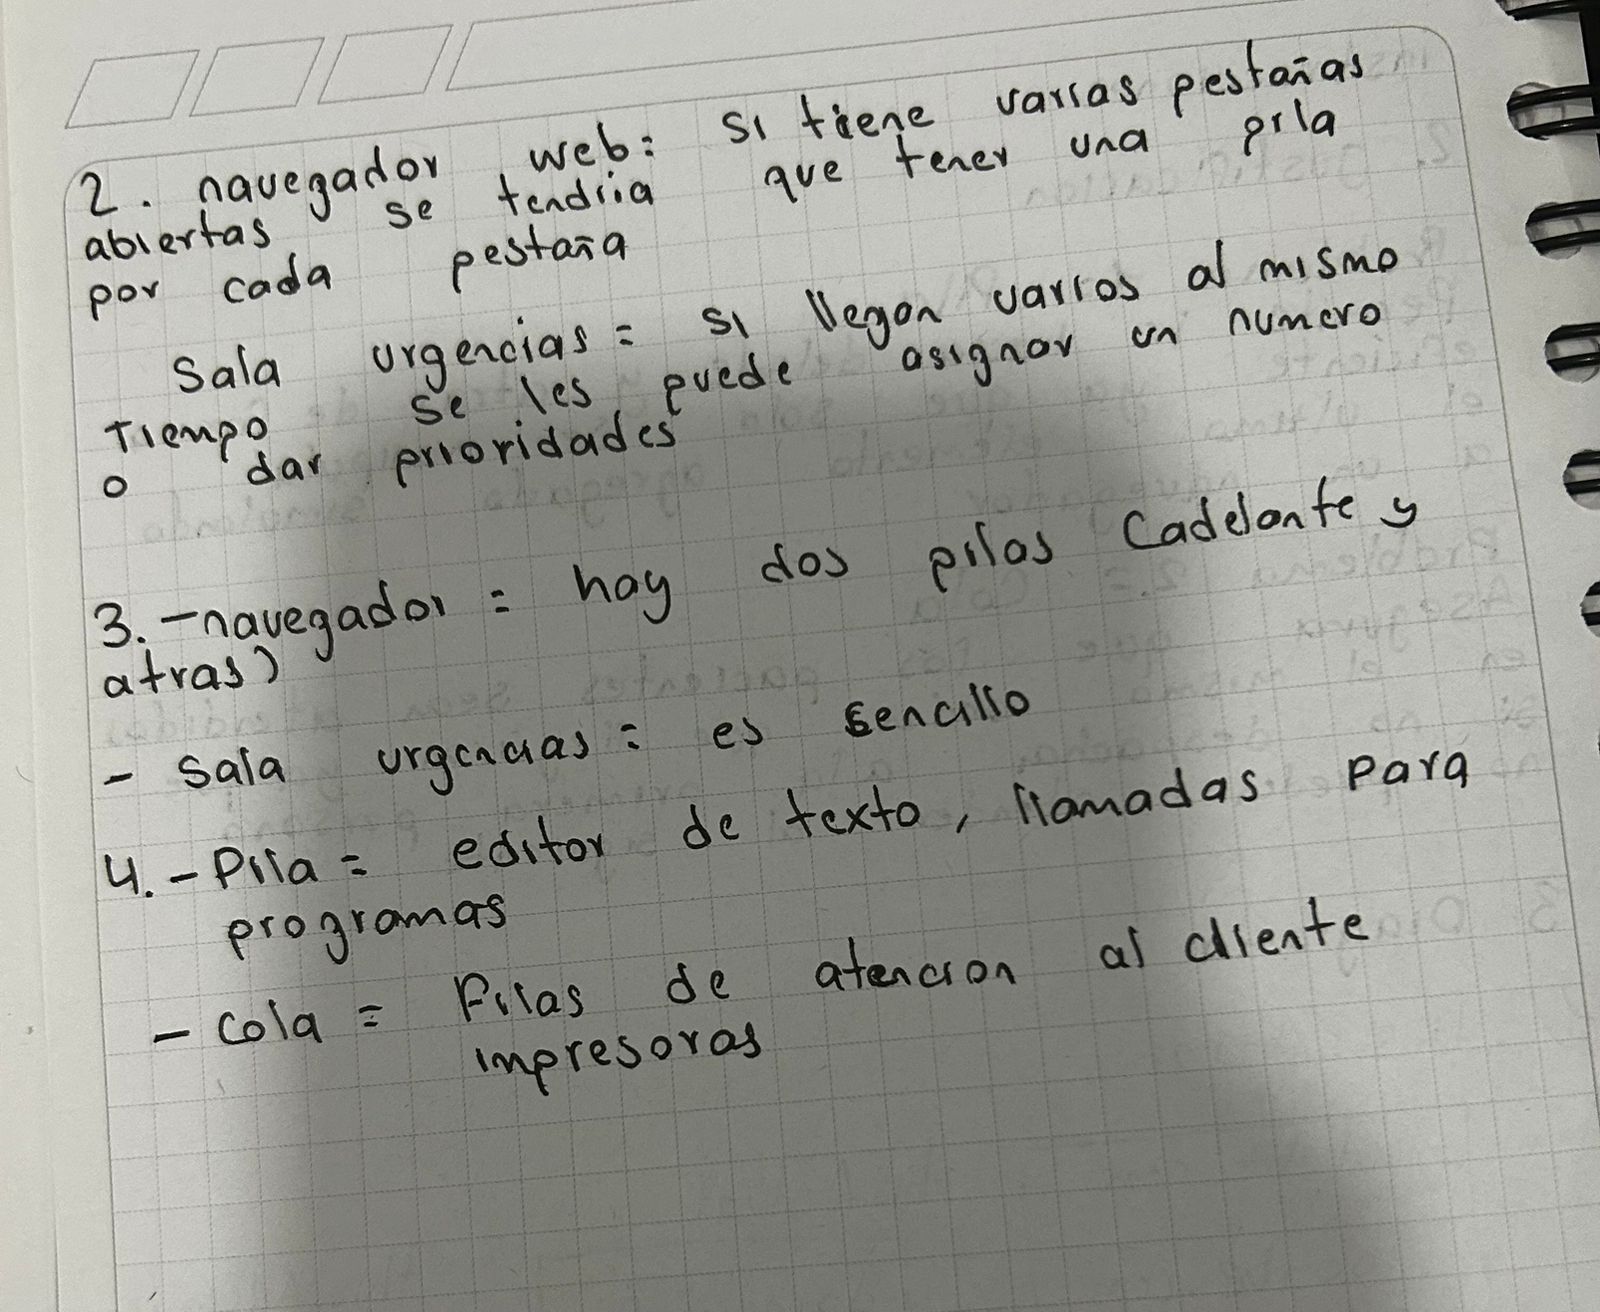 2. navegador web: si tiene varias pestañas
abiertas se tendria que tener una pila
por cada pestaña
Sala urgencias = si llegan varios al mismo
Tiempo se les puede asignar un numero
o dar prioridades
3. - navegador = hay dos pilas (adelante y
atras)
- Sala urgencias = es sencillo
4. - Pila = editor de texto, llamadas para
programas
- Cola = Filas de atencion al cliente
impresoras